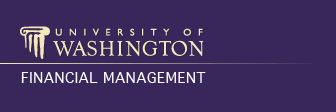 UNIVERSITY OF
WASHINGTON
FINANCIAL MANAGEMENT